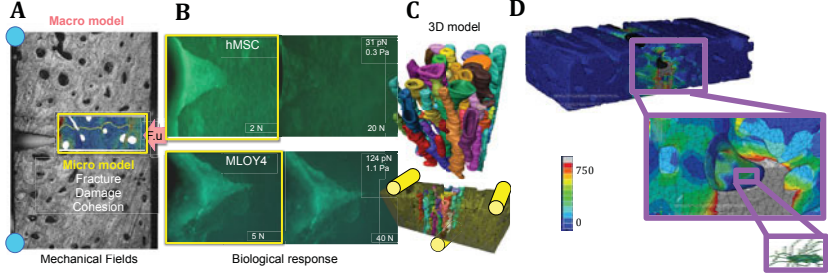 A
Macro model
F.u
Micro model
Fracture
Damage
Cohesion
Mechanical Fields
B
hMSC
2 N
31 pN
0.3 Pa
20 N
MLOY4
5 N
124 pN
1.1 Pa
40 N
Biological response
C
3D model
D
750
0